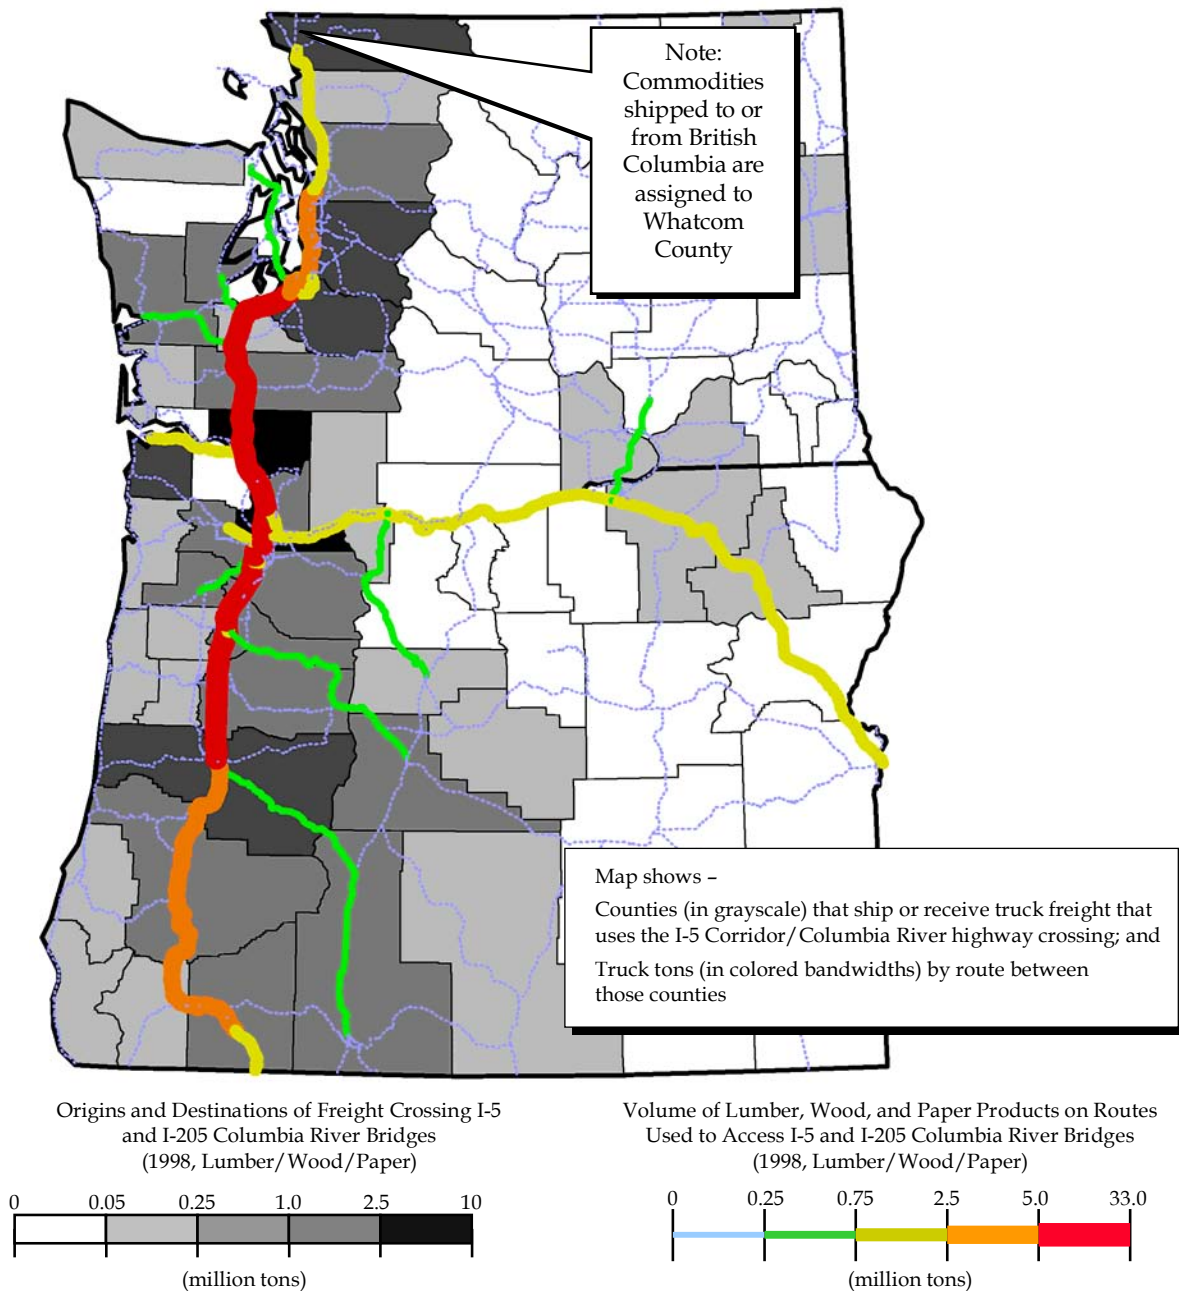 Note:
Commodities
shipped to or
from British
Columbia are
assigned to
Whatcom
County
Map shows –
Counties (in grayscale) that ship or receive truck freight that
uses the I-5 Corridor/Columbia River highway crossing; and
Truck tons (in colored bandwidths) by route between
those counties
Origins and Destinations of Freight Crossing I-5
and I-205 Columbia River Bridges
(1998, Lumber/Wood/Paper)
0 0.05 0.25 1.0 2.5 10
(million tons)
Volume of Lumber, Wood, and Paper Products on Routes
Used to Access I-5 and I-205 Columbia River Bridges
(1998, Lumber/Wood/Paper)
0 0.25 0.75 2.5 5.0 33.0
(million tons)